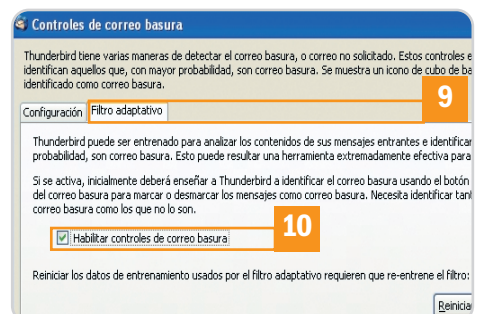 Controles de correo basura
Thunderbird tiene varias maneras de detectar el correo basura, o correo no solicitado. Estos controles e
identifican aquellos que, con mayor probabilidad, son correo basura. Se muestra un icono de cubo de ba
identificado como correo basura.
9
Configuración Filtro adaptativo
Thunderbird puede ser entrenado para analizar los contenidos de sus mensajes entrantes e identificar
probabilidad, son correo basura. Esto puede resultar una herramienta extremadamente efectiva para
Si se activa, inicialmente deberá enseñar a Thunderbird a identificar el correo basura usando el botón
del correo basura para marcar o desmarcar los mensajes como correo basura. Necesita identificar tant
correo basura como los que no lo son.
10
Habilitar controles de correo basura
Reiniciar los datos de entrenamiento usados por el filtro adaptativo requieren que re-entrene el filtro:
Reinicia